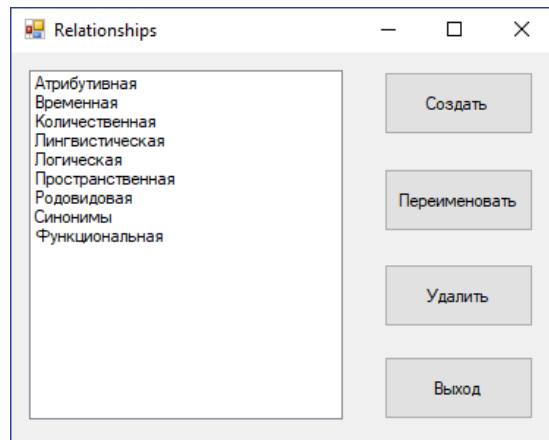 Relationships
Атрибутивная
Временная
Количественная
Лингвистическая
Логическая
Пространственная
Родовидовая
Синонимы
Функциональная
Создать
Переименовать
Удалить
Выход